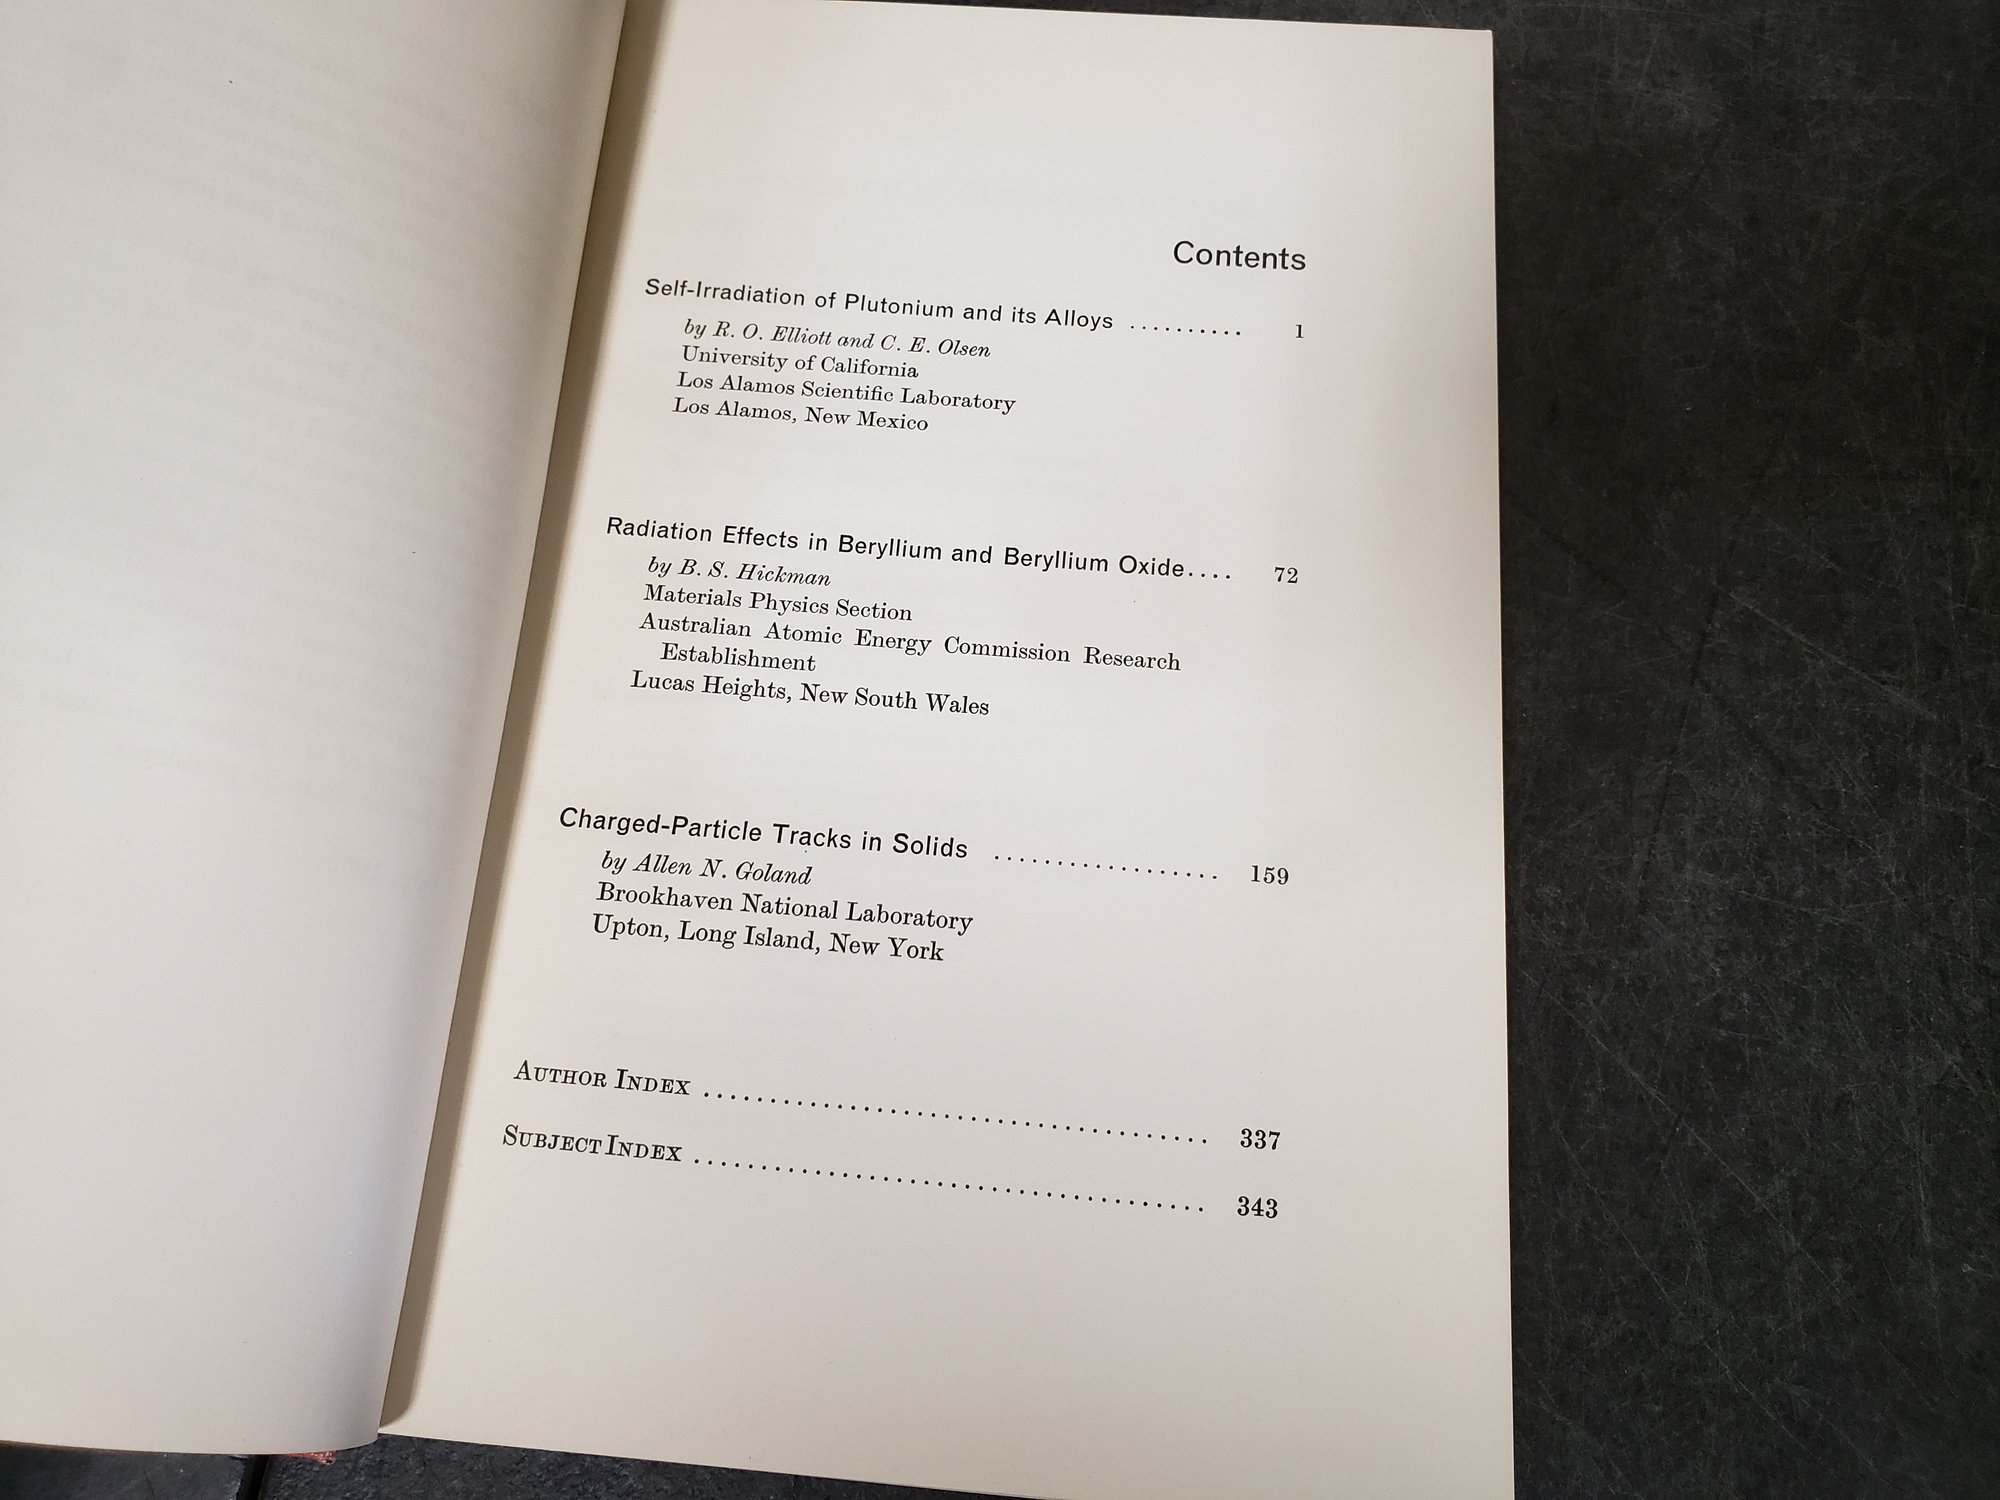 Contents
Self-Irradiation of Plutonium and its Alloys .......... 1
by R. O. Elliott and C. E. Olsen
University of California
Los Alamos Scientific Laboratory
Los Alamos, New Mexico
Radiation Effects in Beryllium and Beryllium Oxide.... 72
by B. S. Hickman
Materials Physics Section
Australian Atomic Energy Commission Research
Establishment
Lucas Heights, New South Wales
Charged-Particle Tracks in Solids .................. 159
by Allen N. Goland
Brookhaven National Laboratory
Upton, Long Island, New York
AUTHOR INDEX ....................................... 337
SUBJECT INDEX ....................................... 343